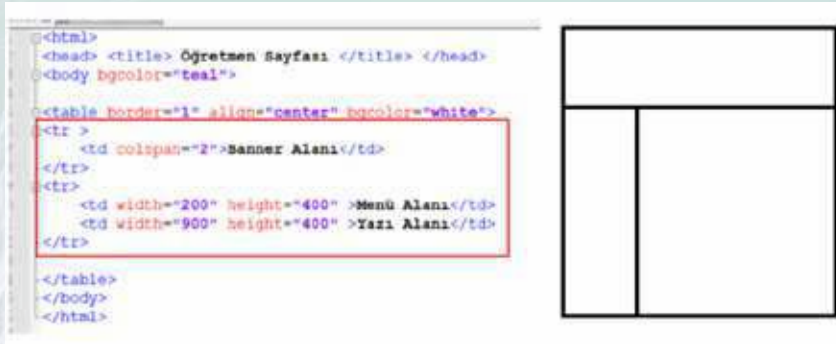 <html>
<head> <title> Öğretmen Sayfası </title> </head>
<body bgcolor="teal">
<table border="1" align="center" bgcolor="white">
<tr >
<td colspan="2">Banner Alanı</td>
</tr>
<tr>
<td width="200" height="400" >Menü Alanı</td>
<td width="900" height="400" >Yazı Alanı</td>
</tr>
</table>
</body>
</html>